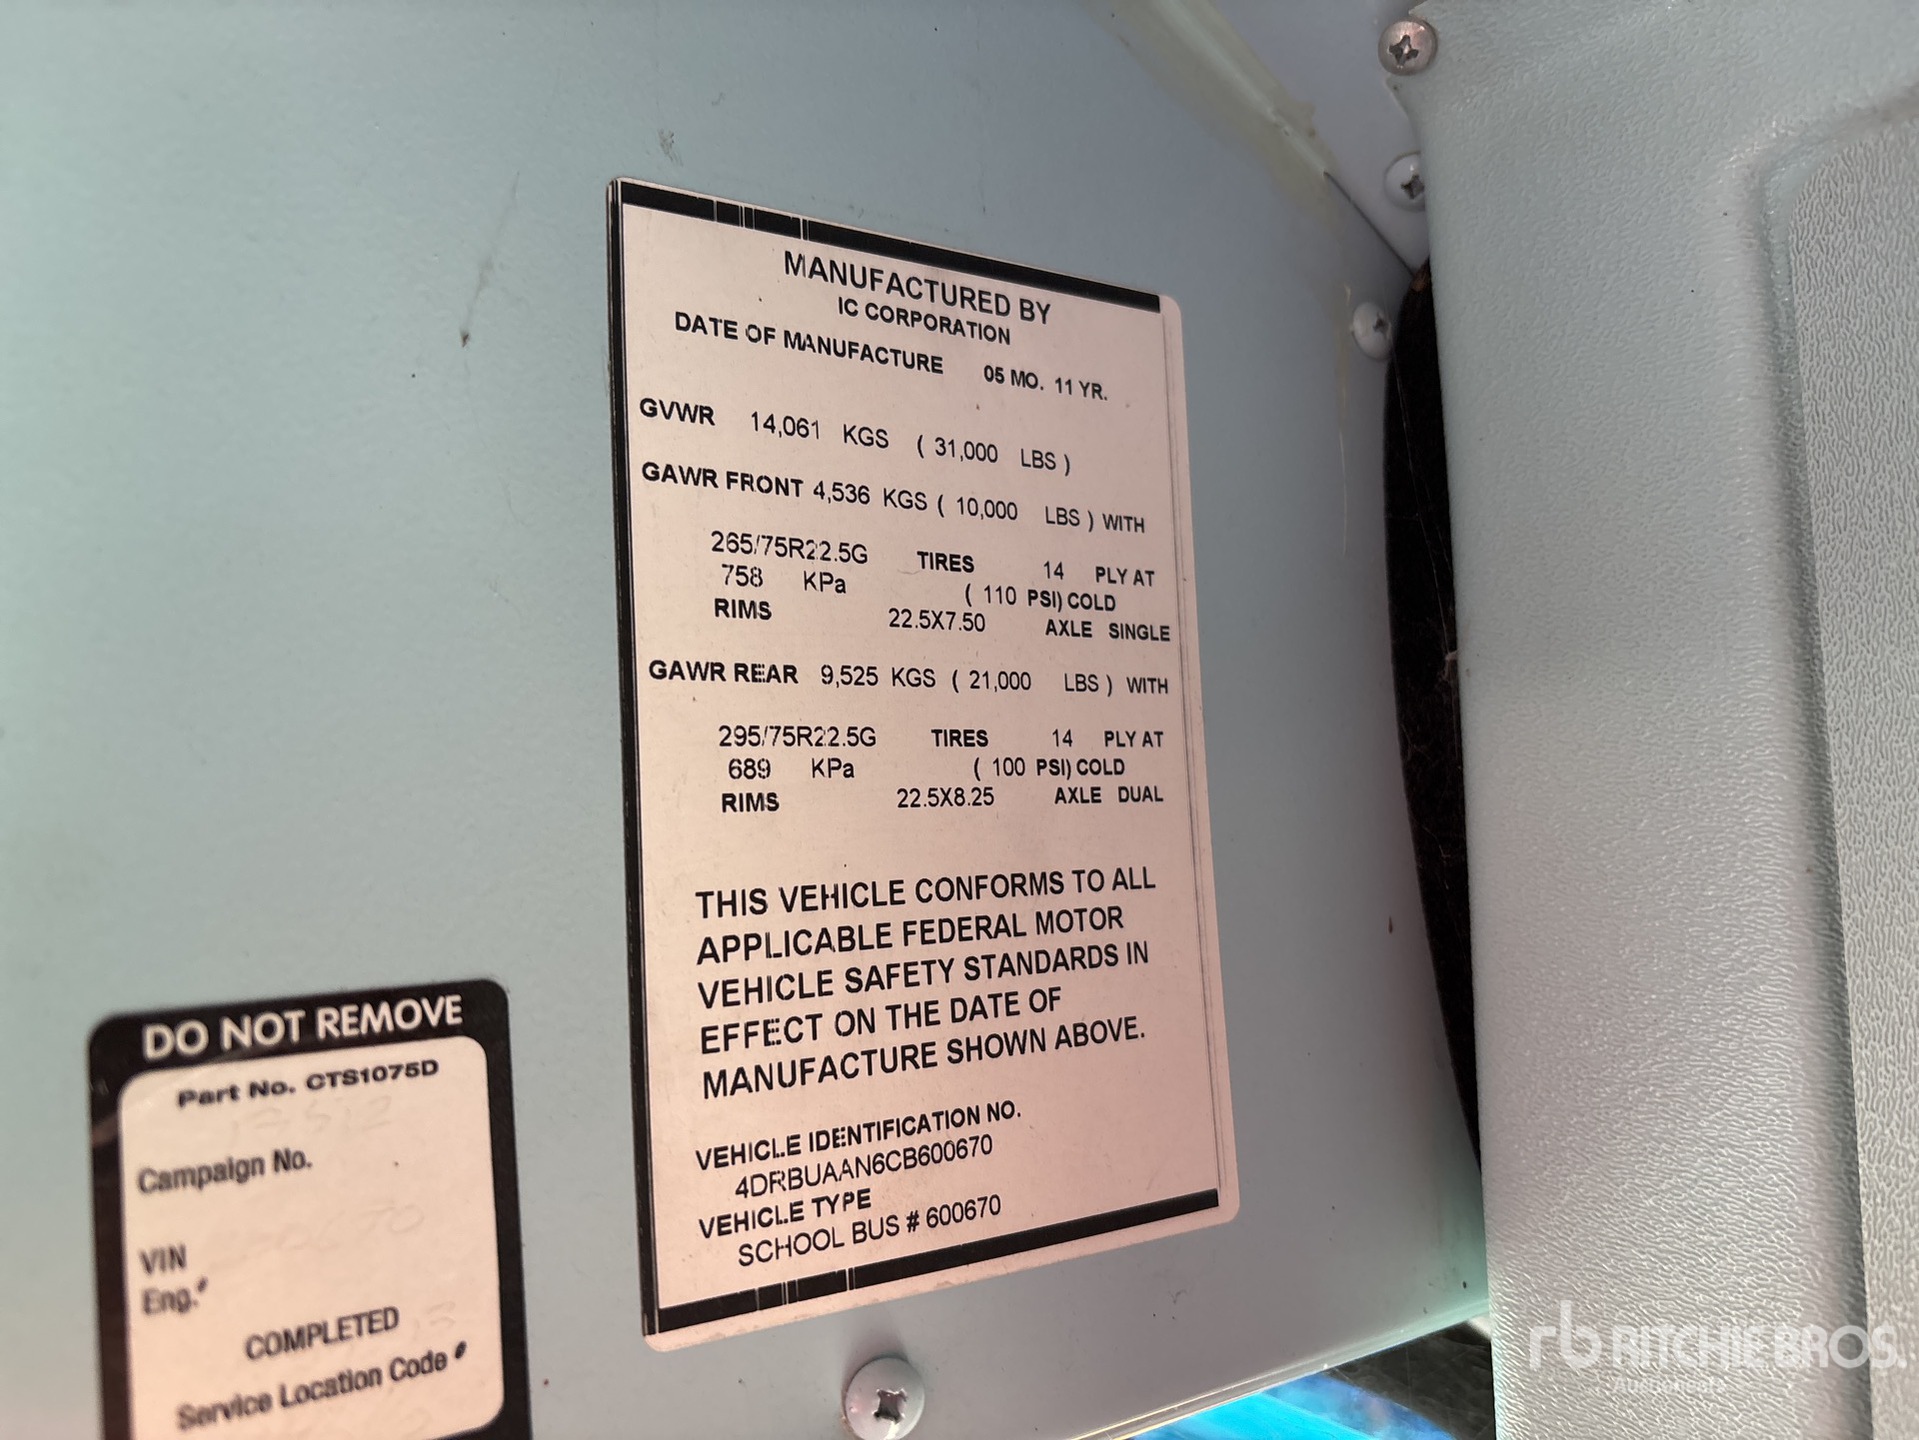 MANUFACTURED BY
IC CORPORATION
DATE OF MANUFACTURE 05 MO. 11 YR.
GVWR 14,061 KGS ( 31,000 LBS )
GAWR FRONT 4,536 KGS ( 10,000 LBS ) WITH
265/75R22.5G TIRES 14 PLY AT
758 KPa ( 110 PSI) COLD
RIMS 22.5X7.50 AXLE SINGLE
GAWR REAR 9,525 KGS ( 21,000 LBS ) WITH
295/75R22.5G TIRES 14 PLY AT
689 KPa ( 100 PSI) COLD
RIMS 22.5X8.25 AXLE DUAL
THIS VEHICLE CONFORMS TO ALL
APPLICABLE FEDERAL MOTOR
VEHICLE SAFETY STANDARDS IN
EFFECT ON THE DATE OF
MANUFACTURE SHOWN ABOVE.
VEHICLE IDENTIFICATION NO.
4DRBUAAN6CB600670
VEHICLE TYPE
SCHOOL BUS # 600670
DO NOT REMOVE
Part No. CTS1075D
Campaign No.
VIN
Eng.#
COMPLETED
Service Location Code #
rb RITCHIE BROS.
Auctioneers